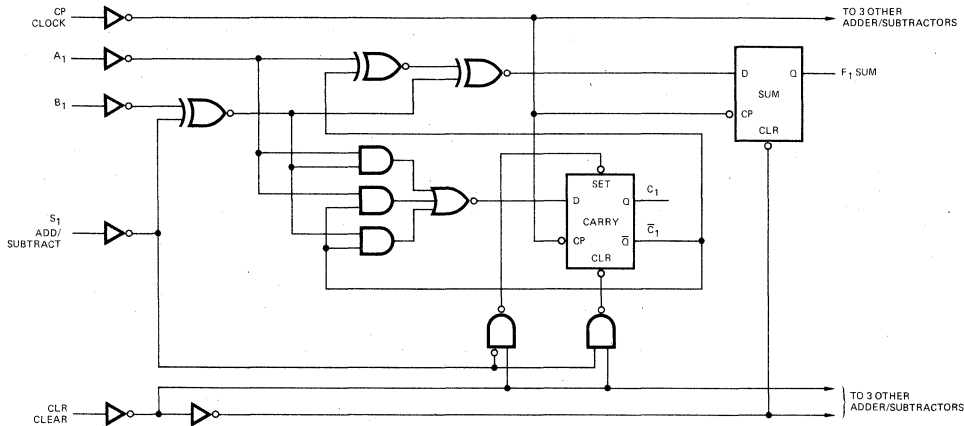 CP
CLOCK
TO 3 OTHER
ADDER/SUBTRACTORS
A1
D Q
F1 SUM
SUM
B1
CP
CLR
SET
D Q
C1
CARRY
S1
ADD/
SUBTRACT
CP Q̅
C̅1
CLR
CLR
CLEAR
TO 3 OTHER
ADDER/SUBTRACTORS